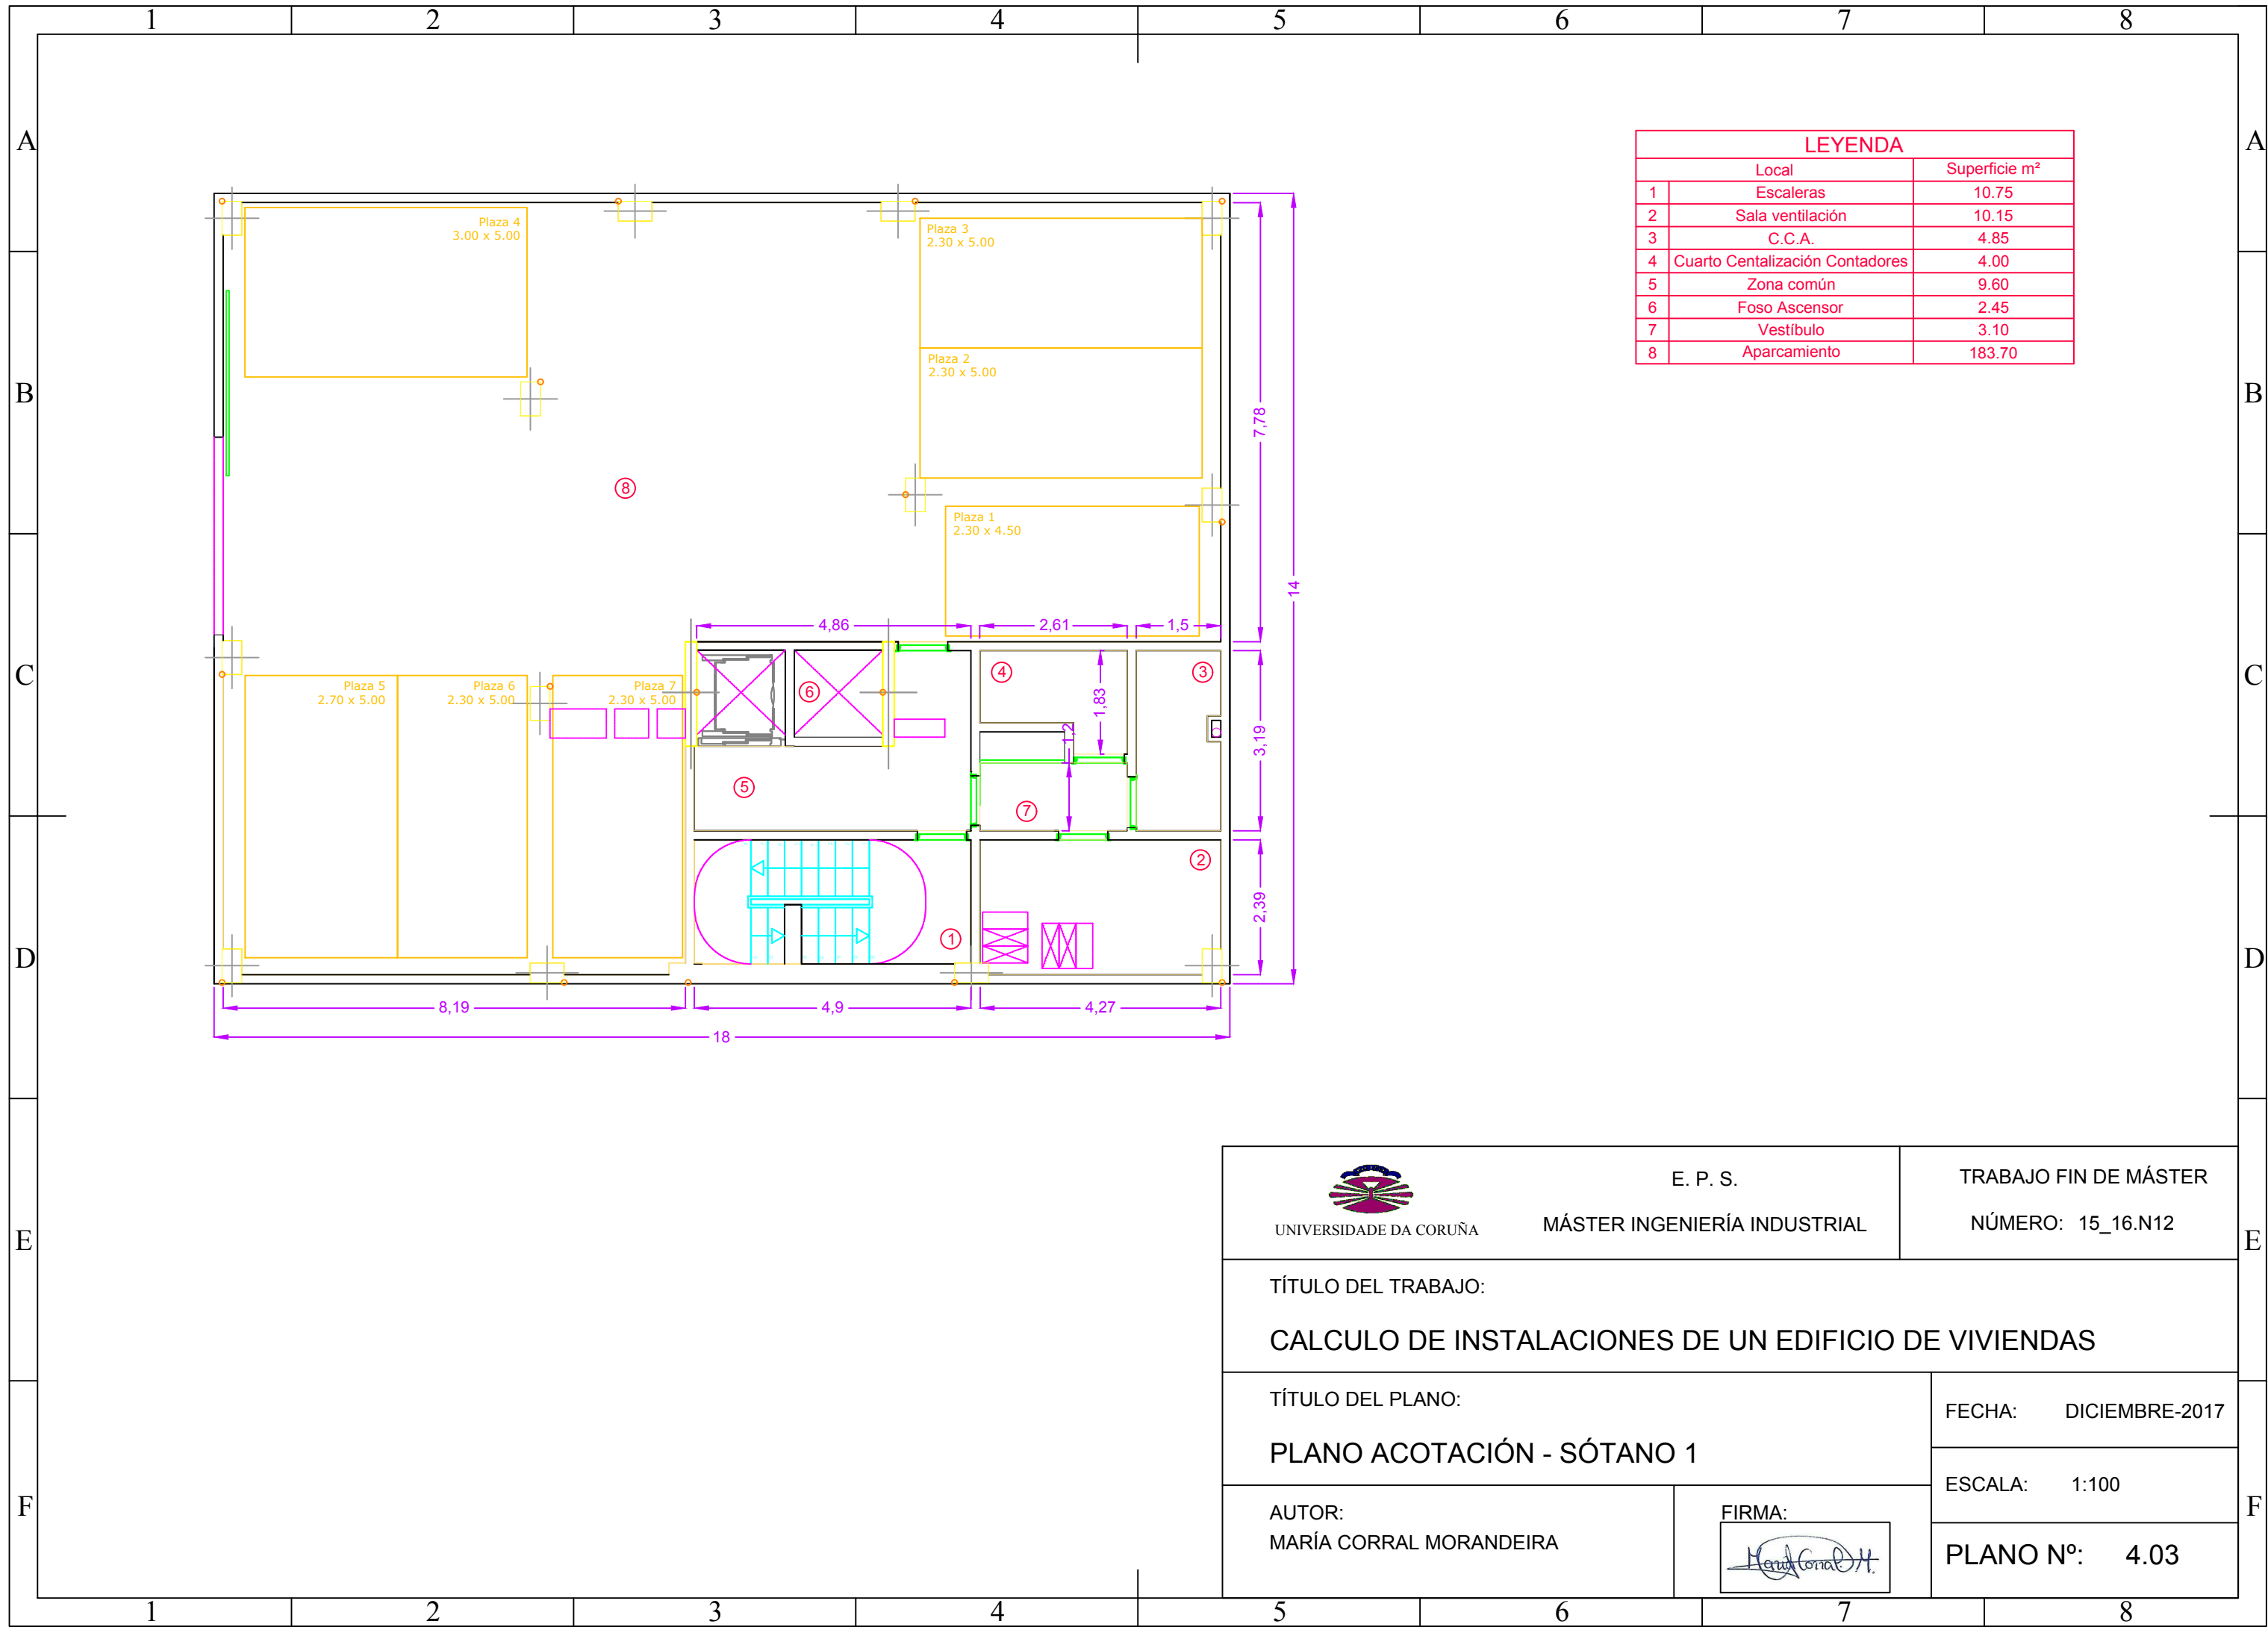 1 2 3 4 5 6 7 8
A A
B B
C C
D D
E E
F F
LEYENDA
Local Superficie m²
1 Escaleras 10.75
2 Sala ventilación 10.15
3 C.C.A. 4.85
4 Cuarto Centalización Contadores 4.00
5 Zona común 9.60
6 Foso Ascensor 2.45
7 Vestíbulo 3.10
8 Aparcamiento 183.70
Plaza 4
3.00 x 5.00
Plaza 3
2.30 x 5.00
Plaza 2
2.30 x 5.00
7,78
8
Plaza 1
2.30 x 4.50
14
4,86 2,61 1,5
Plaza 5
2.70 x 5.00
Plaza 6
2.30 x 5.00
Plaza 7
2.30 x 5.00
6
4
3
1,83
1,2
3,19
5
7
2
2,39
1
8,19 4,9 4,27
18
UNIVERSIDADE DA CORUÑA
E. P. S.
MÁSTER INGENIERÍA INDUSTRIAL
TRABAJO FIN DE MÁSTER
NÚMERO: 15_16.N12
TÍTULO DEL TRABAJO:
CALCULO DE INSTALACIONES DE UN EDIFICIO DE VIVIENDAS
TÍTULO DEL PLANO:
PLANO ACOTACIÓN - SÓTANO 1
FECHA: DICIEMBRE-2017
ESCALA: 1:100
AUTOR:
MARÍA CORRAL MORANDEIRA
FIRMA:
María Corral M.
PLANO Nº: 4.03
1 2 3 4 5 6 7 8